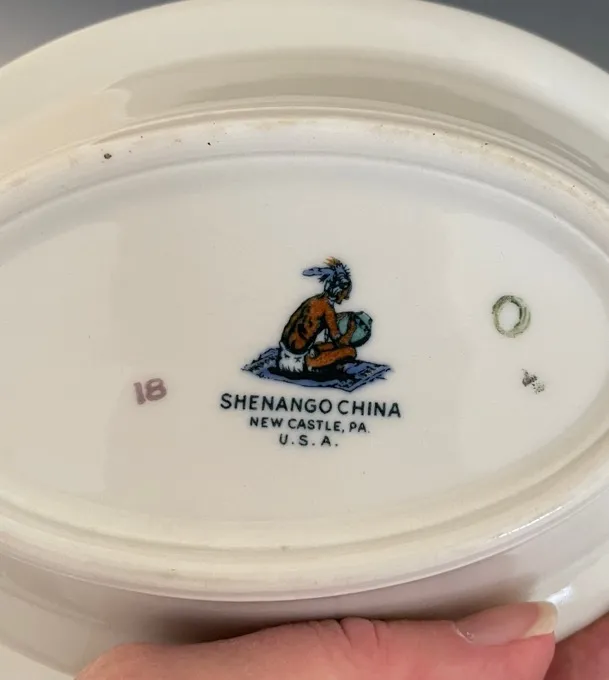 18
O
SHENANGO CHINA
NEW CASTLE, PA.
U.S.A.